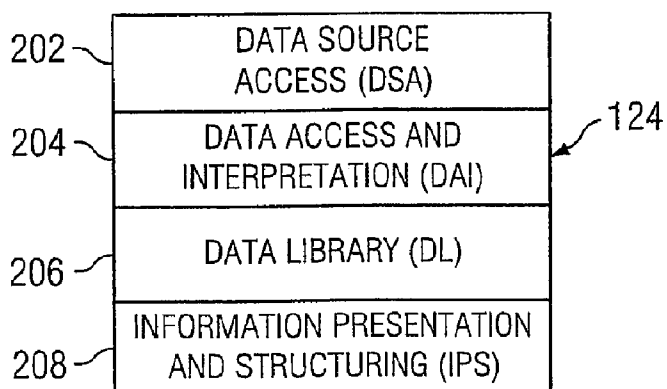 202
DATA SOURCE
ACCESS (DSA)
204
DATA ACCESS AND
INTERPRETATION (DAI)
124
206
DATA LIBRARY (DL)
208
INFORMATION PRESENTATION
AND STRUCTURING (IPS)